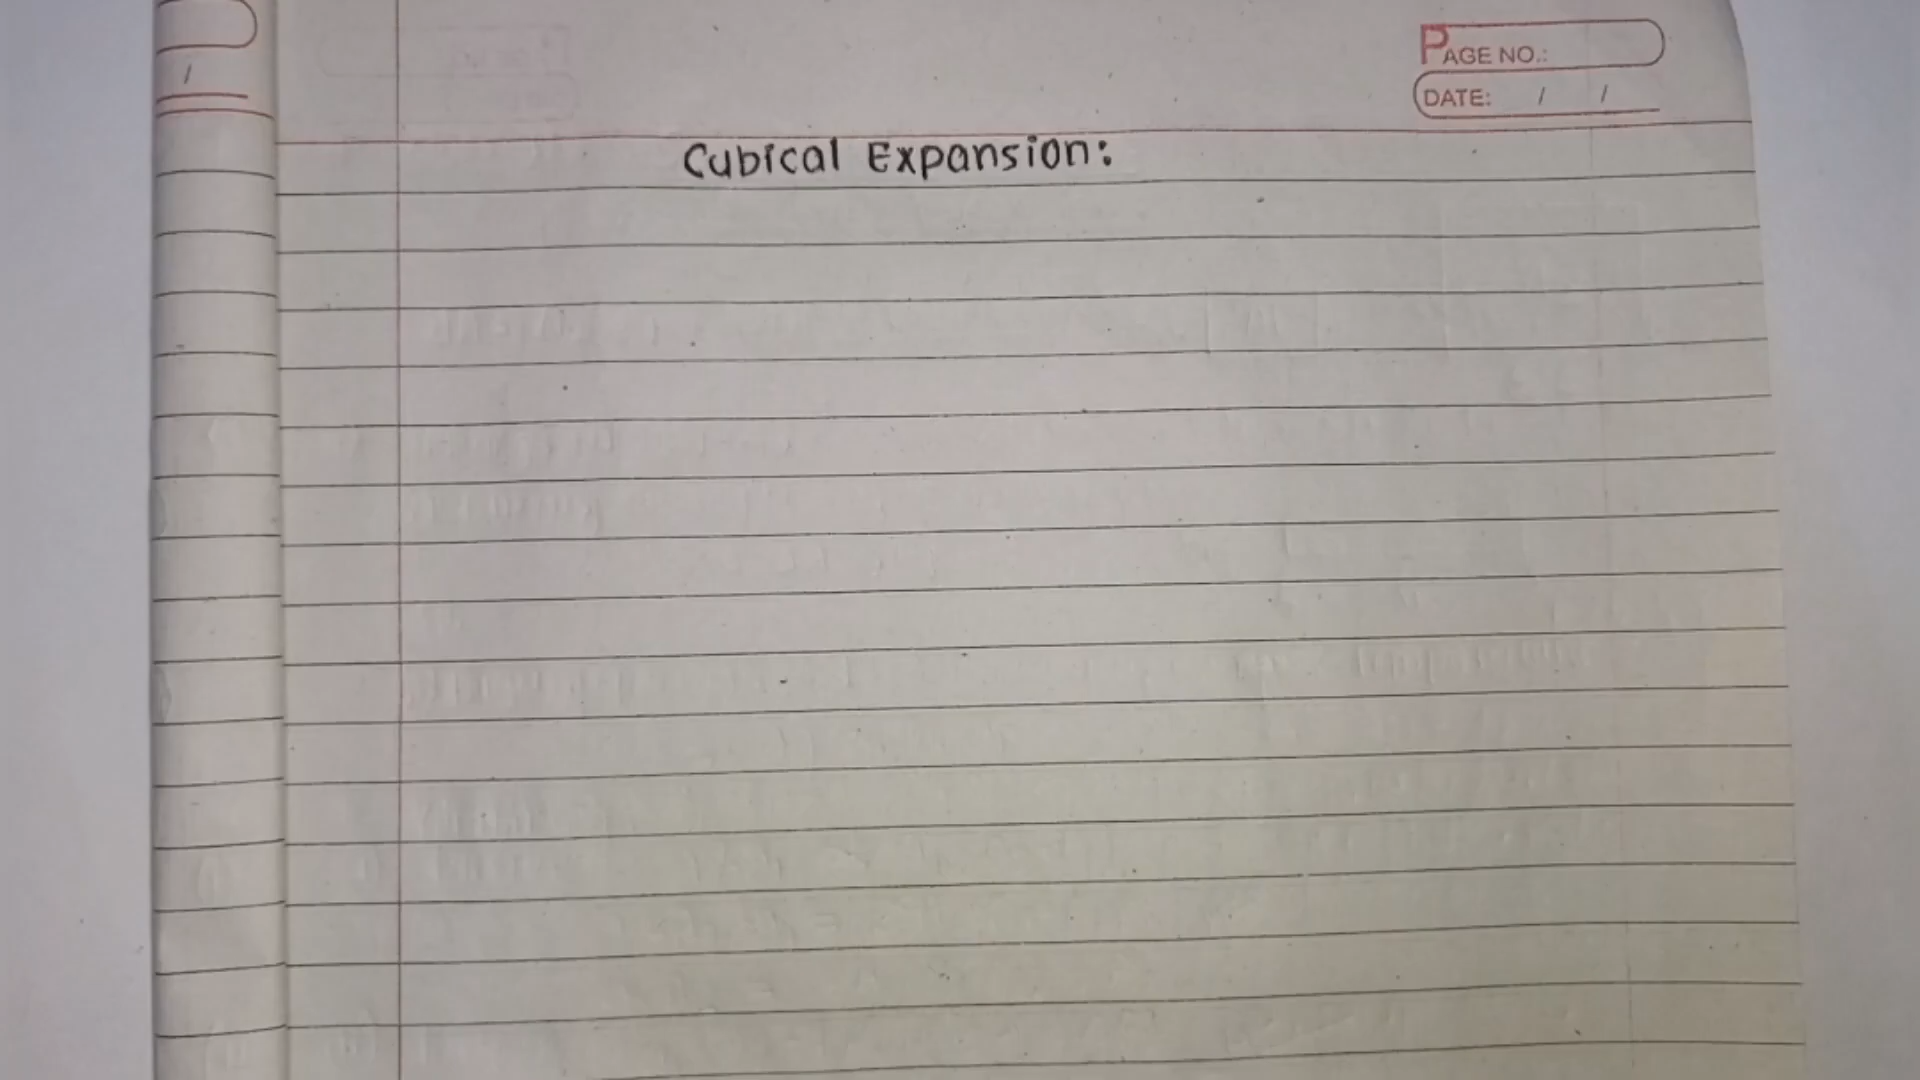 PAGE NO.:
DATE: / /
/
Cubical Expansion: